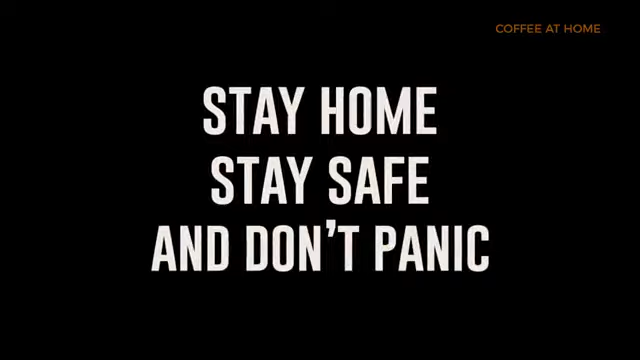 COFFEE AT HOME
STAY HOME
STAY SAFE
AND DON’T PANIC